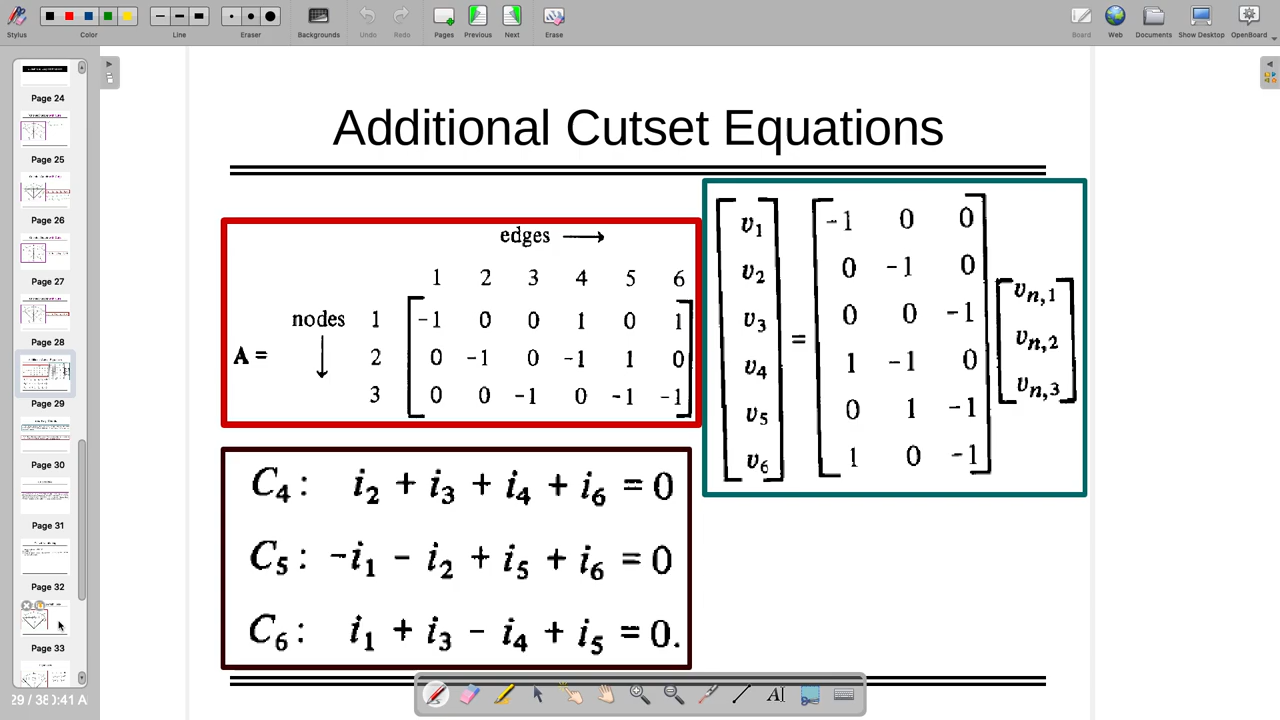 Stylus Color Line Eraser Backgrounds Undo Redo Pages Previous Next Erase Board Web Documents Show Desktop OpenBoard
Page 24
Page 25
Page 26
Page 27
Page 28
Page 29
Page 30
Page 31
Page 32
Page 33
29 / 38
Additional Cutset Equations
edges →
1 2 3 4 5 6
nodes 1 -1 0 0 1 0 1
A = ↓ 2 0 -1 0 -1 1 0
3 0 0 -1 0 -1 -1
C4: i2 + i3 + i4 + i6 = 0
C5: -i1 - i2 + i5 + i6 = 0
C6: i1 + i3 - i4 + i5 = 0.
v1 -1 0 0
v2 0 -1 0
v3 0 0 -1 vn,1
v4 = 1 -1 0 vn,2
v5 0 1 -1 vn,3
v6 1 0 -1